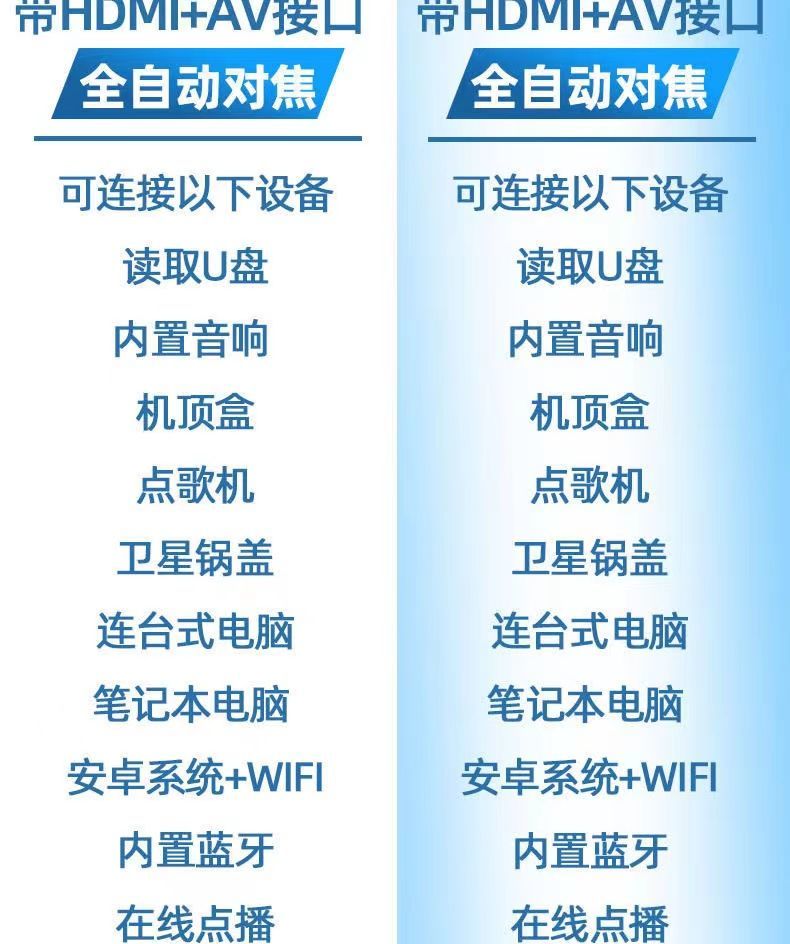 带HDMI+AV接口
全自动对焦
可连接以下设备
读取U盘
内置音响
机顶盒
点歌机
卫星锅盖
连台式电脑
笔记本电脑
安卓系统+WIFI
内置蓝牙
在线点播
带HDMI+AV接口
全自动对焦
可连接以下设备
读取U盘
内置音响
机顶盒
点歌机
卫星锅盖
连台式电脑
笔记本电脑
安卓系统+WIFI
内置蓝牙
在线点播